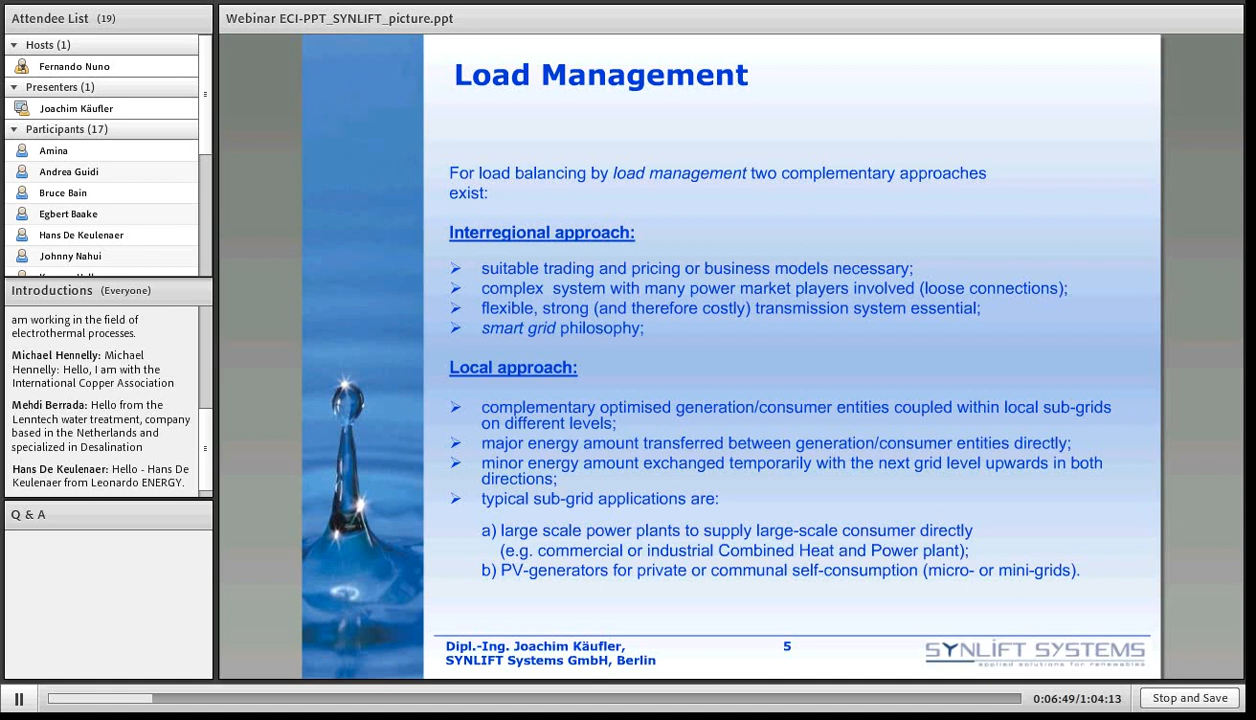 Attendee List (19)
Hosts (1)
Fernando Nuno
Presenters (1)
Joachim Käufler
Participants (17)
Amina
Andrea Guidi
Bruce Bain
Egbert Baake
Hans De Keulenaer
Johnny Nahui
Introductions (Everyone)
am working in the field of
electrothermal processes.
Michael Hennelly: Michael
Hennelly: Hello, I am with the
International Copper Association
Mehdi Berrada: Hello from the
Lenntech water treatment, company
based in the Netherlands and
specialized in Desalination
Hans De Keulenaer: Hello - Hans De
Keulenaer from Leonardo ENERGY.
Q & A
Webinar ECI-PPT_SYNLIFT_picture.ppt
Load Management
For load balancing by load management two complementary approaches
exist:
Interregional approach:
➢ suitable trading and pricing or business models necessary;
➢ complex system with many power market players involved (loose connections);
➢ flexible, strong (and therefore costly) transmission system essential;
➢ smart grid philosophy;
Local approach:
➢ complementary optimised generation/consumer entities coupled within local sub-grids
on different levels;
➢ major energy amount transferred between generation/consumer entities directly;
➢ minor energy amount exchanged temporarily with the next grid level upwards in both
directions;
➢ typical sub-grid applications are:
a) large scale power plants to supply large-scale consumer directly
(e.g. commercial or industrial Combined Heat and Power plant);
b) PV-generators for private or communal self-consumption (micro- or mini-grids).
Dipl.-Ing. Joachim Käufler,
SYNLIFT Systems GmbH, Berlin
5
SYNLIFT SYSTEMS
applied solutions for renewables
0:06:49/1:04:13
Stop and Save